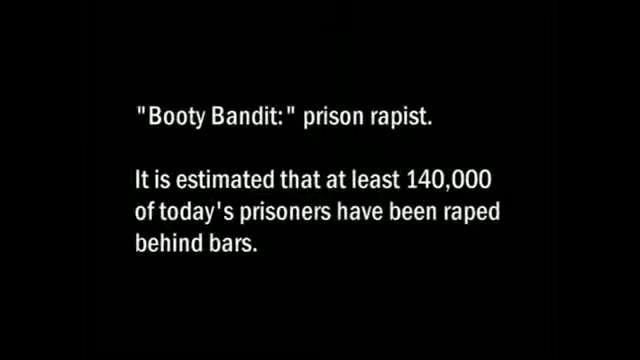 "Booty Bandit:" prison rapist.
It is estimated that at least 140,000
of today's prisoners have been raped
behind bars.